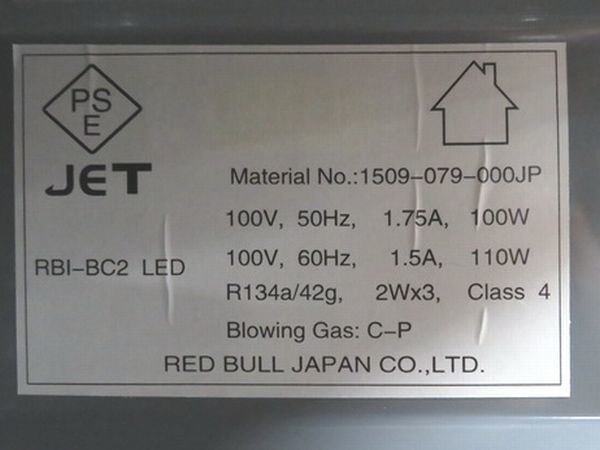 PS
E
JET
Material No.:1509-079-000JP
100V, 50Hz, 1.75A, 100W
100V, 60Hz, 1.5A, 110W
RBI-BC2 LED
R134a/42g, 2Wx3, Class 4
Blowing Gas: C-P
RED BULL JAPAN CO.,LTD.